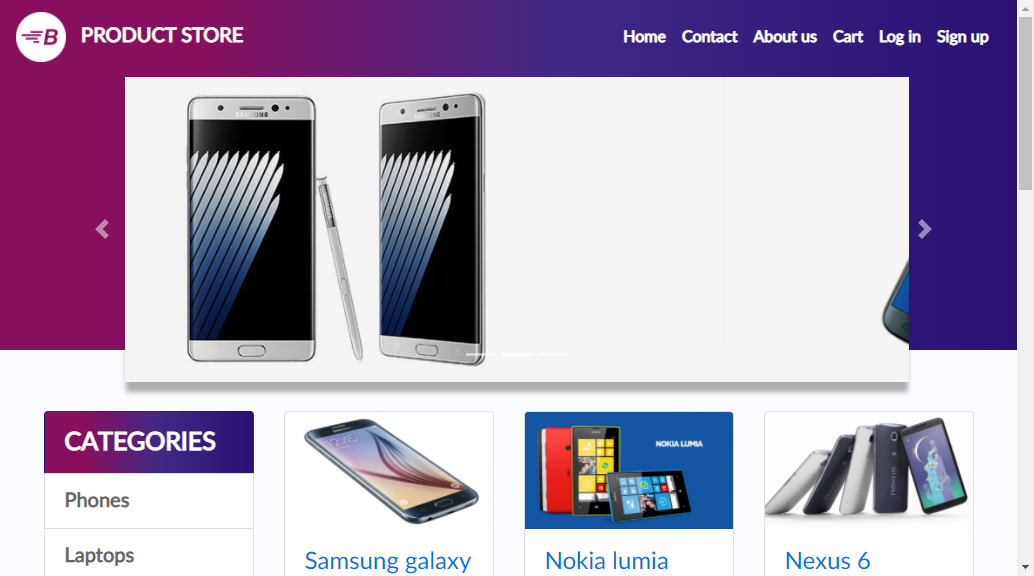 B PRODUCT STORE
Home Contact About us Cart Log in Sign up
SAMSUNG
SAMSUNG
CATEGORIES
Phones
Laptops
NOKIA LUMIA
nexus
Samsung galaxy
Nokia lumia
Nexus 6